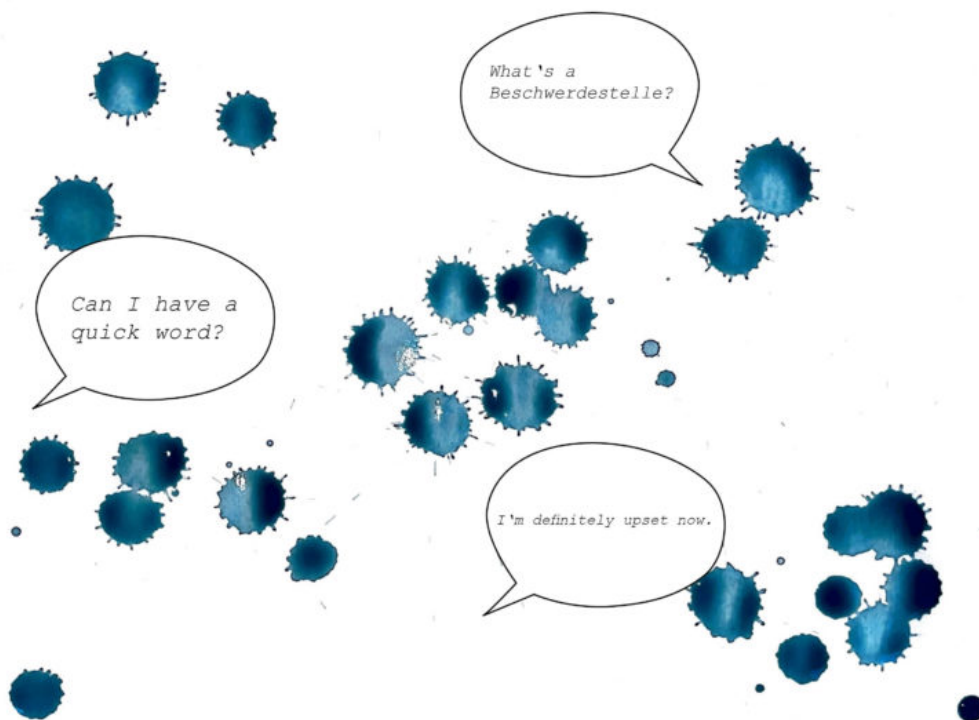 What's a
Beschwerdestelle?
Can I have a
quick word?
I'm definitely upset now.